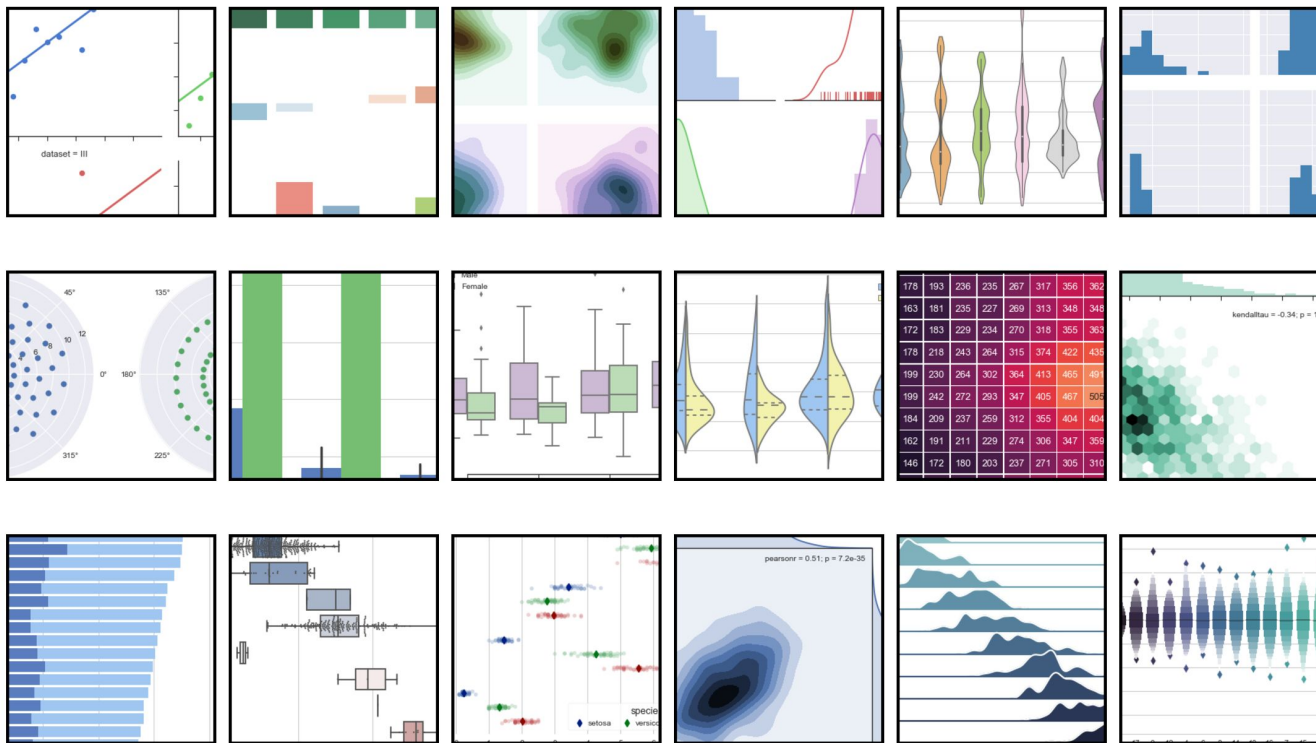 dataset = III
45°
12
10
8
6
4
0°
315°
135°
180°
225°
Female
178 193 236 235 267 317 356 362
163 181 235 227 269 313 348 348
172 183 229 234 270 318 355 363
178 218 243 264 315 374 422 435
199 230 264 302 364 413 465 491
199 242 272 293 347 405 467 505
184 209 237 259 312 355 404 404
162 191 211 229 274 306 347 359
146 172 180 203 237 271 305 310
kendalltau = -0.34; p = 1
species
setosa
versico
pearsonr = 0.51; p = 7.2e-35